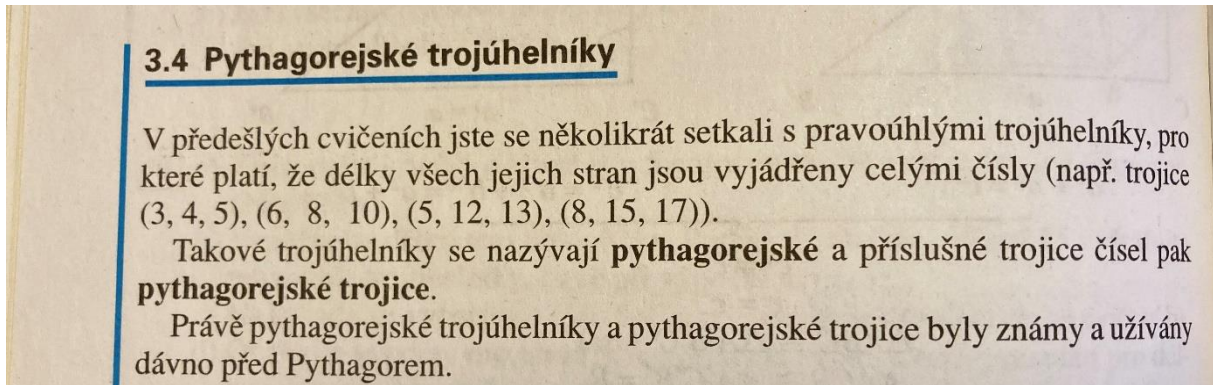 3.4 Pythagorejské trojúhelníky
V předešlých cvičeních jste se několikrát setkali s pravoúhlými trojúhelníky, pro
které platí, že délky všech jejich stran jsou vyjádřeny celými čísly (např. trojice
(3, 4, 5), (6, 8, 10), (5, 12, 13), (8, 15, 17)).
Takové trojúhelníky se nazývají pythagorejské a příslušné trojice čísel pak
pythagorejské trojice.
Právě pythagorejské trojúhelníky a pythagorejské trojice byly známy a užívány
dávno před Pythagorem.